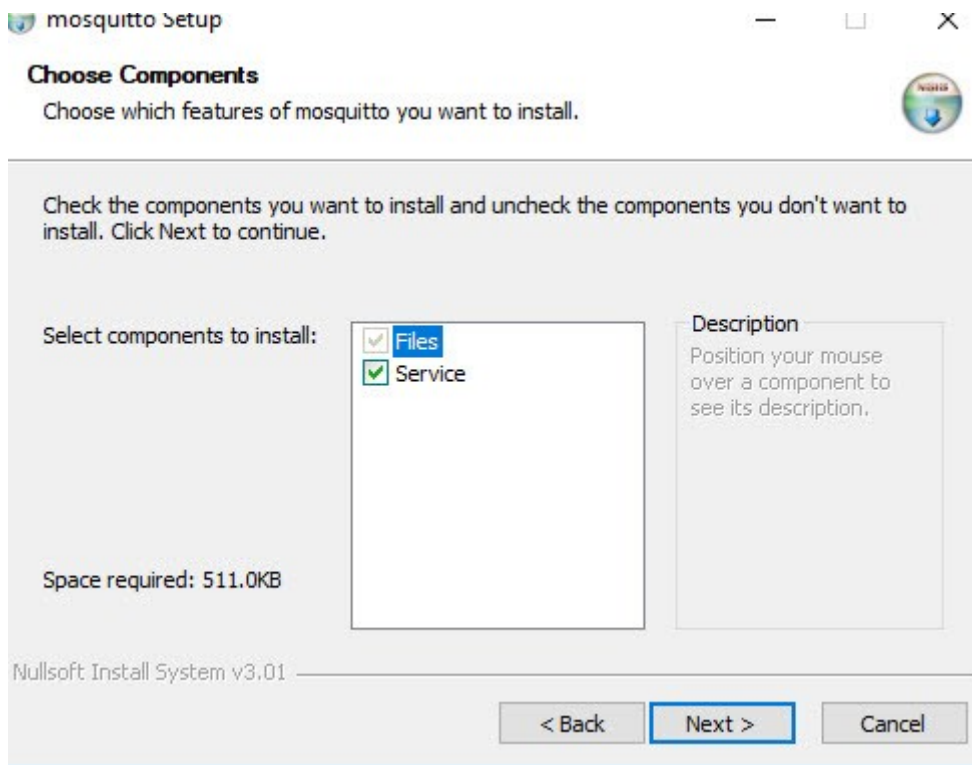 mosquitto Setup
Choose Components
Choose which features of mosquitto you want to install.
Check the components you want to install and uncheck the components you don't want to
install. Click Next to continue.
Select components to install:
Files
Service
Description
Position your mouse
over a component to
see its description.
Space required: 511.0KB
Nullsoft Install System v3.01
< Back
Next >
Cancel